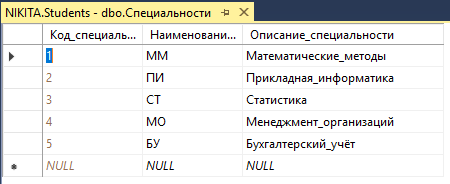 NIKITA.Students - dbo.Специальности
Код_специаль... Наименовани... Описание_специальности
1 ММ Математические_методы
2 ПИ Прикладная_информатика
3 СТ Статистика
4 МО Менеджмент_организаций
5 БУ Бухгалтерский_учёт
NULL NULL NULL